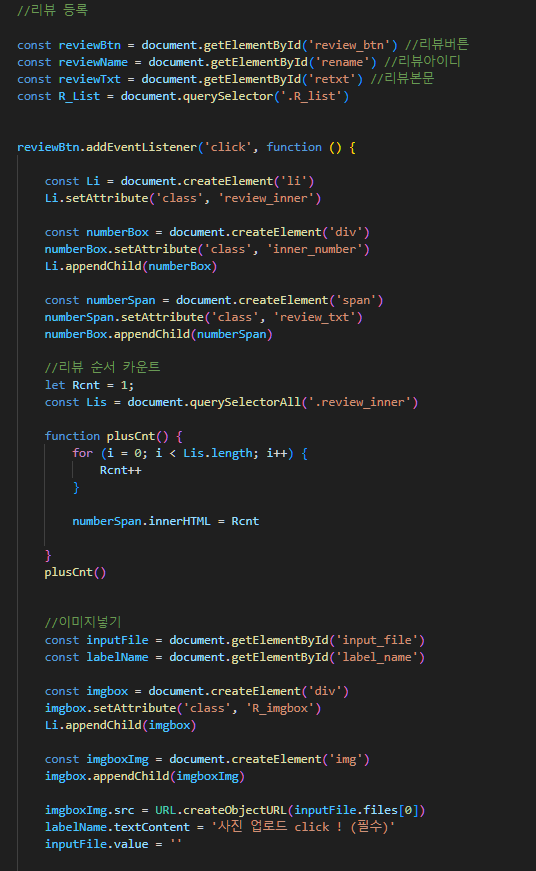 //리뷰 등록
const reviewBtn = document.getElementById('review_btn') //리뷰버튼
const reviewName = document.getElementById('rename') //리뷰아이디
const reviewTxt = document.getElementById('retxt') //리뷰본문
const R_List = document.querySelector('.R_list')
reviewBtn.addEventListener('click', function () {
const Li = document.createElement('li')
Li.setAttribute('class', 'review_inner')
const numberBox = document.createElement('div')
numberBox.setAttribute('class', 'inner_number')
Li.appendChild(numberBox)
const numberSpan = document.createElement('span')
numberSpan.setAttribute('class', 'review_txt')
numberBox.appendChild(numberSpan)
//리뷰 순서 카운트
let Rcnt = 1;
const Lis = document.querySelectorAll('.review_inner')
function plusCnt() {
for (i = 0; i < Lis.length; i++) {
Rcnt++
}
numberSpan.innerHTML = Rcnt
}
plusCnt()
//이미지넣기
const inputFile = document.getElementById('input_file')
const labelName = document.getElementById('label_name')
const imgbox = document.createElement('div')
imgbox.setAttribute('class', 'R_imgbox')
Li.appendChild(imgbox)
const imgboxImg = document.createElement('img')
imgbox.appendChild(imgboxImg)
imgboxImg.src = URL.createObjectURL(inputFile.files[0])
labelName.textContent = '사진 업로드 click ! (필수)'
inputFile.value = ''